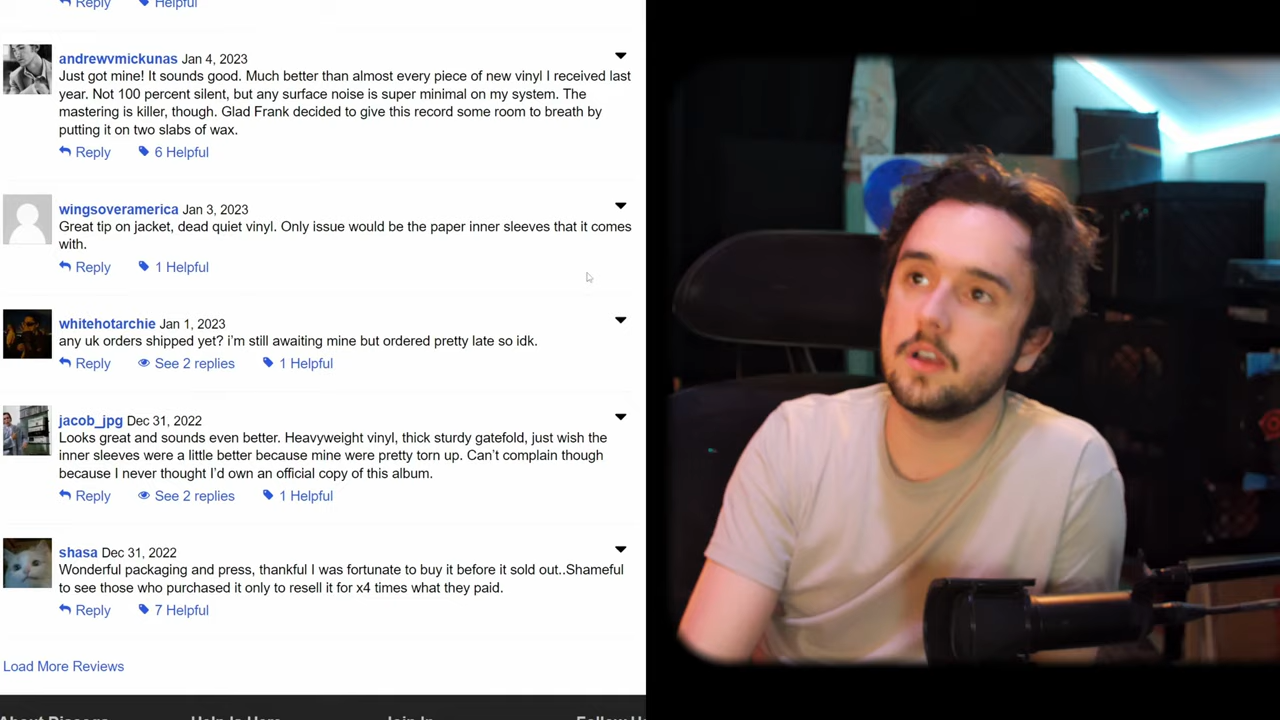 Reply Helpful
andrewvmickunas Jan 4, 2023
Just got mine! It sounds good. Much better than almost every piece of new vinyl I received last
year. Not 100 percent silent, but any surface noise is super minimal on my system. The
mastering is killer, though. Glad Frank decided to give this record some room to breath by
putting it on two slabs of wax.
Reply 6 Helpful
wingsoveramerica Jan 3, 2023
Great tip on jacket, dead quiet vinyl. Only issue would be the paper inner sleeves that it comes
with.
Reply 1 Helpful
whitehotarchie Jan 1, 2023
any uk orders shipped yet? i’m still awaiting mine but ordered pretty late so idk.
Reply See 2 replies 1 Helpful
jacob_jpg Dec 31, 2022
Looks great and sounds even better. Heavyweight vinyl, thick sturdy gatefold, just wish the
inner sleeves were a little better because mine were pretty torn up. Can’t complain though
because I never thought I’d own an official copy of this album.
Reply See 2 replies 1 Helpful
shasa Dec 31, 2022
Wonderful packaging and press, thankful I was fortunate to buy it before it sold out..Shameful
to see those who purchased it only to resell it for x4 times what they paid.
Reply 7 Helpful
Load More Reviews
About Discogs Help Is Here Join In Follow Us